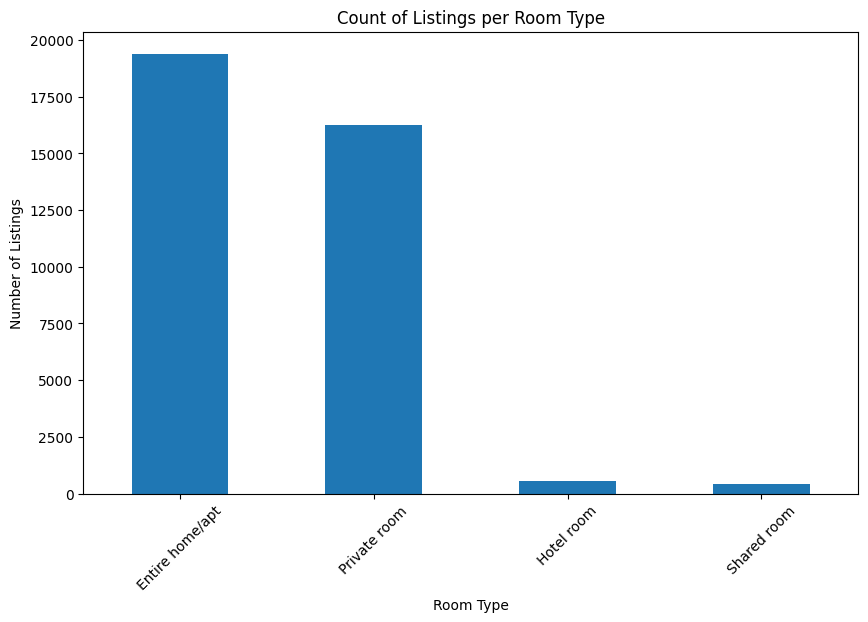 Count of Listings per Room Type
Number of Listings
20000
17500
15000
12500
10000
7500
5000
2500
0
Entire home/apt
Private room
Hotel room
Shared room
Room Type